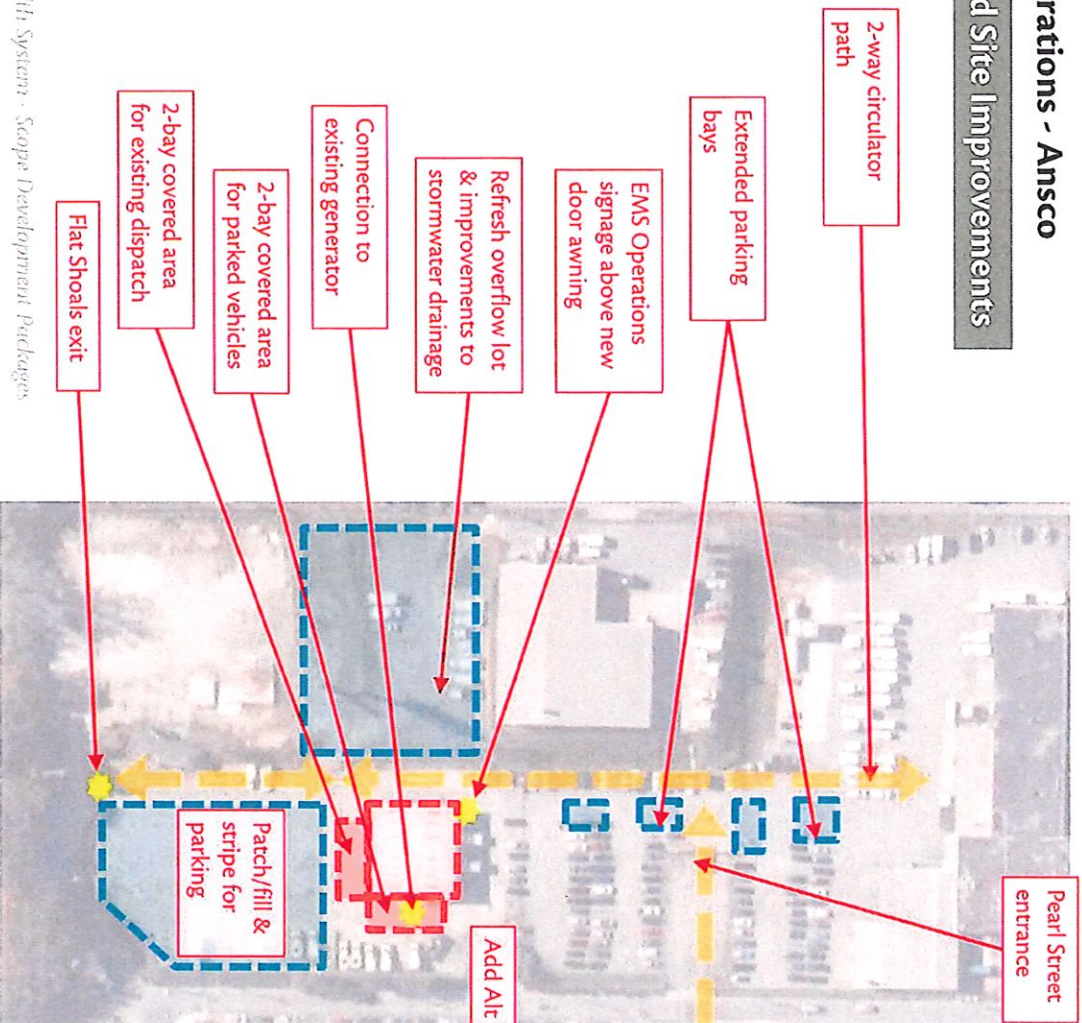 rations - Ansco
d Site Improvements
2-way circulator
path
Extended parking
bays
EMS Operations
signage above new
door awning
Refresh overflow lot
& improvements to
stormwater drainage
Connection to
existing generator
2-bay covered area
for parked vehicles
2-bay covered area
for existing dispatch
Flat Shoals exit
Pearl Street
entrance
Add Alt
Patch/fill &
stripe for
parking
lth System - Scope Development Packages